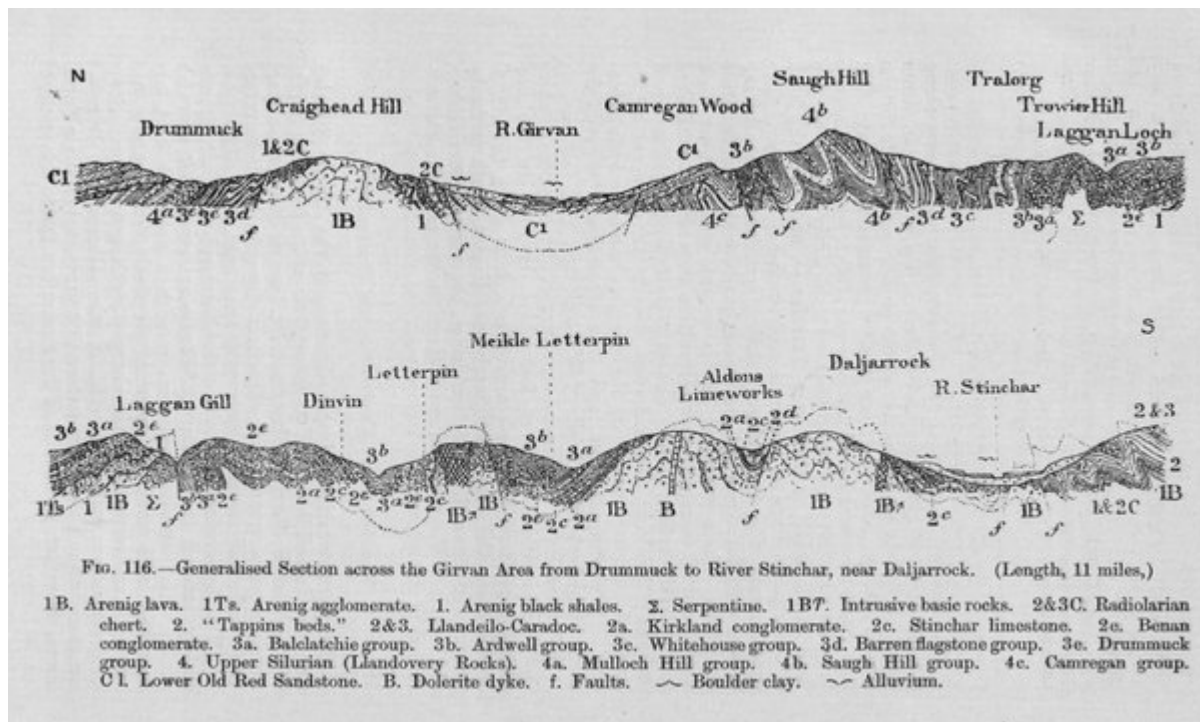 N
Saugh Hill
Tralorg
Craighead Hill
Camregan Wood
4b
Trowier Hill
Drummuck
R. Girvan
Laggan Loch
1&2C
C1
3b
3a 3b
C1
2C
4a 3e 3e 3d
f
1B
1
f
C1
4c
f
f
4b
f
3d
3c
3b
3a
Σ
2e
1
S
Meikle Letterpin
Letterpin
Aldons
Limeworks
Daljarrock
R. Stinchar
Laggan Gill
Dinvin
2a 2c 2d
2&3
3b
3a
2e
1
2e
3b
3b
3a
2
1Ts
1
1B
Σ
f
2c
2a
2c
2e
3a
2e
2c
1B
f
2e
2c
2a
1B
B
f
1B
2e
f
1B
f
1&2C
1B
FIG. 116.—Generalised Section across the Girvan Area from Drummuck to River Stinchar, near Daljarrock. (Length, 11 miles,)
1B. Arenig lava. 1Ts. Arenig agglomerate. 1. Arenig black shales. Σ. Serpentine. 1BT. Intrusive basic rocks. 2&3C. Radiolarian
chert. 2. "Tappins beds." 2&3. Llandeilo-Caradoc. 2a. Kirkland conglomerate. 2c. Stinchar limestone. 2e. Benan
conglomerate. 3a. Balclatchie group. 3b. Ardwell group. 3c. Whitehouse group. 3d. Barren flagstone group. 3e. Drummuck
group. 4. Upper Silurian (Llandovery Rocks). 4a. Mulloch Hill group. 4b. Saugh Hill group. 4c. Camregan group.
C1. Lower Old Red Sandstone. B. Dolerite dyke. f. Faults. Boulder clay. Alluvium.